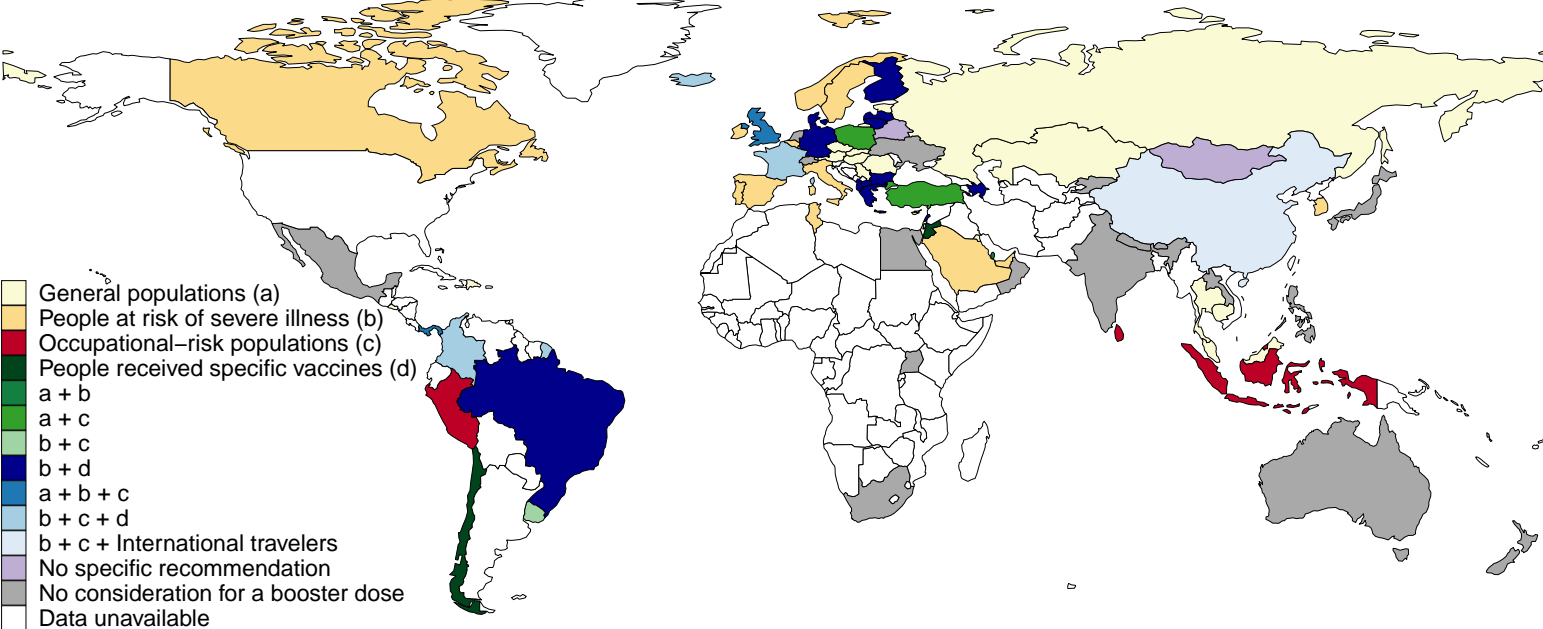 General populations (a)
People at risk of severe illness (b)
Occupational−risk populations (c)
People received specific vaccines (d)
a + b
a + c
b + c
b + d
a + b + c
b + c + d
b + c + International travelers
No specific recommendation
No consideration for a booster dose
Data unavailable